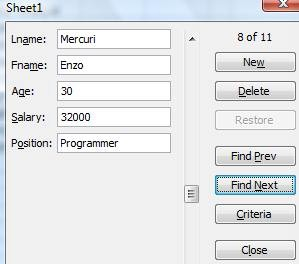 Sheet1
Lname: Mercuri
Fname: Enzo
Age: 30
Salary: 32000
Position: Programmer
8 of 11
New
Delete
Restore
Find Prev
Find Next
Criteria
Close